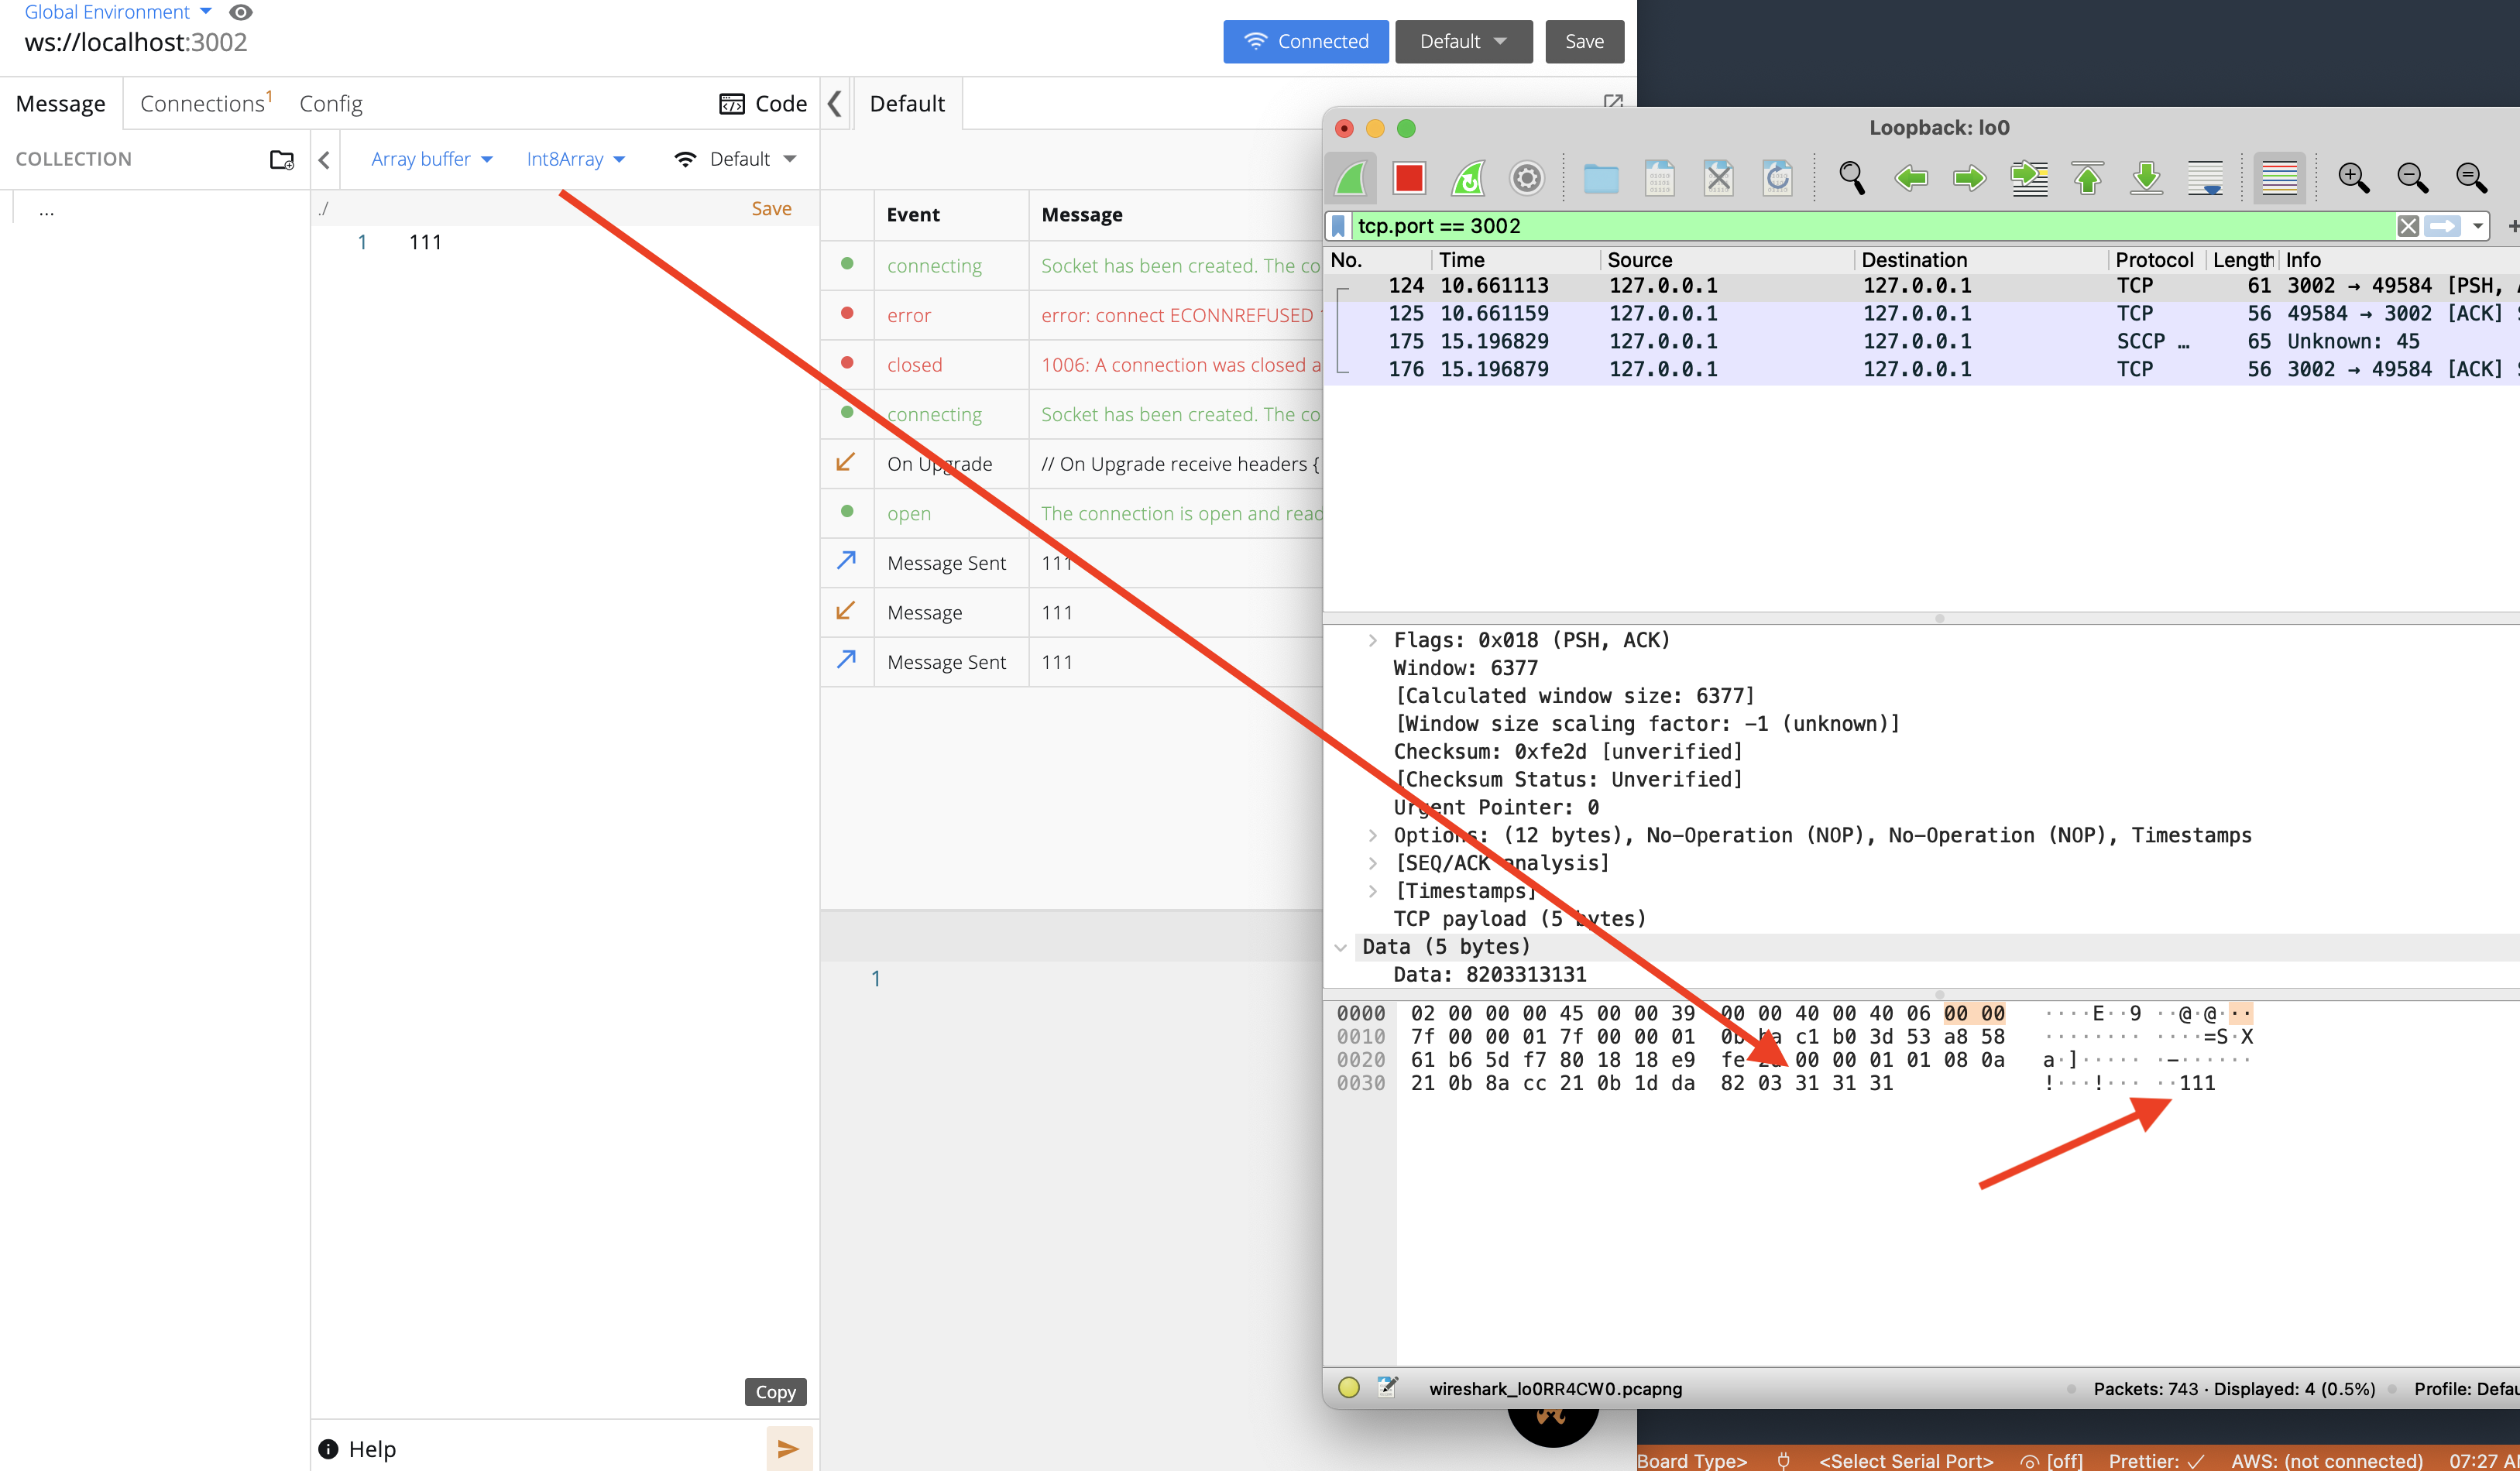 Global Environment
ws://localhost:3002
Connected
Default
Save
Message
Connections 1
Config
Code
Default
COLLECTION
Array buffer
Int8Array
Default
...
./
Save
1 111
Event Message
connecting Socket has been created. The co
error error: connect ECONNREFUSED
closed 1006: A connection was closed a
connecting Socket has been created. The co
On Upgrade // On Upgrade receive headers {
open The connection is open and read
Message Sent 111
Message 111
Message Sent 111
1
Copy
Help
Loopback: lo0
tcp.port == 3002
No. Time Source Destination Protocol Length Info
124 10.661113 127.0.0.1 127.0.0.1 TCP 61 3002 → 49584 [PSH,
125 10.661159 127.0.0.1 127.0.0.1 TCP 56 49584 → 3002 [ACK]
175 15.196829 127.0.0.1 127.0.0.1 SCCP … 65 Unknown: 45
176 15.196879 127.0.0.1 127.0.0.1 TCP 56 3002 → 49584 [ACK]
Flags: 0x018 (PSH, ACK)
Window: 6377
[Calculated window size: 6377]
[Window size scaling factor: -1 (unknown)]
Checksum: 0xfe2d [unverified]
[Checksum Status: Unverified]
Urgent Pointer: 0
Options: (12 bytes), No-Operation (NOP), No-Operation (NOP), Timestamps
[SEQ/ACK analysis]
[Timestamps]
TCP payload (5 bytes)
Data (5 bytes)
Data: 8203313131
0000 02 00 00 00 45 00 00 39 00 00 40 00 40 06 00 00 ····E··9 ··@·@···
0010 7f 00 00 01 7f 00 00 01 0b ba c1 b0 3d 53 a8 58 ········ ····=S·X
0020 61 b6 5d f7 80 18 18 e9 fe 2d 00 00 01 01 08 0a a·]····· ·-······
0030 21 0b 8a cc 21 0b 1d da 82 03 31 31 31 !···!··· ··111
wireshark_lo0RR4CW0.pcapng
Packets: 743 · Displayed: 4 (0.5%)
Profile: Defau
Board Type> <Select Serial Port> [off] Prettier: ✓ AWS: (not connected) 07:27 A